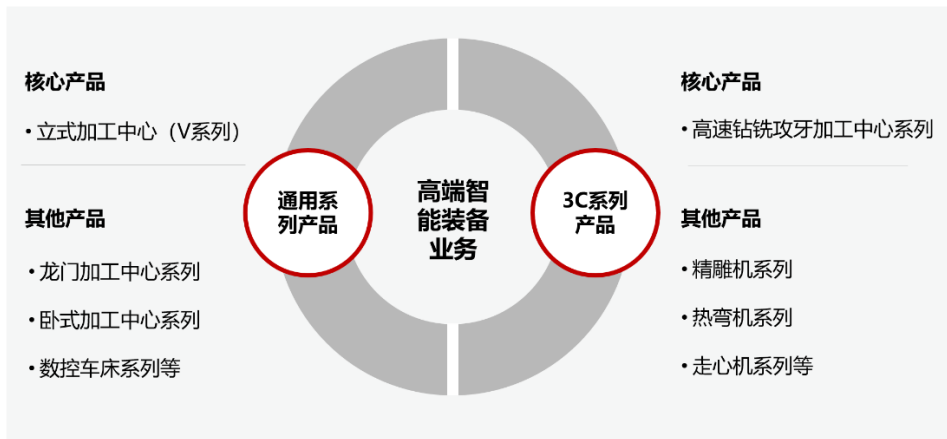 核心产品
• 立式加工中心（V系列）
其他产品
• 龙门加工中心系列
• 卧式加工中心系列
• 数控车床系列等
通用系
列产品
高端智
能装备
业务
3C系列
产品
核心产品
• 高速钻铣攻牙加工中心系列
其他产品
• 精雕机系列
• 热弯机系列
• 走心机系列等